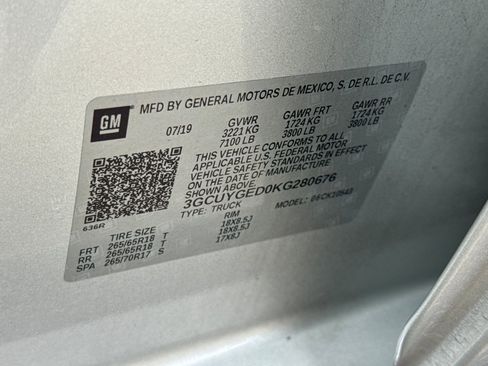 GM
MFD BY GENERAL MOTORS DE MEXICO, S. DE R.L. DE C.V.
07/19 GVWR GAWR FRT GAWR RR
3221 KG 1724 KG 1724 KG
7100 LB 3800 LB 3800 LB
THIS VEHICLE CONFORMS TO ALL
APPLICABLE U.S. FEDERAL MOTOR
VEHICLE SAFETY STANDARDS IN EFFECT
ON THE DATE OF MANUFACTURE SHOWN ABOVE.
3GCUYGED0KG280676
TYPE: TRUCK MODEL: 06CK10543
636R
TIRE SIZE RIM
FRT 265/65R18 T 18X8.5J
RR 265/65R18 T 18X8.5J
SPA 265/70R17 S 17X8J